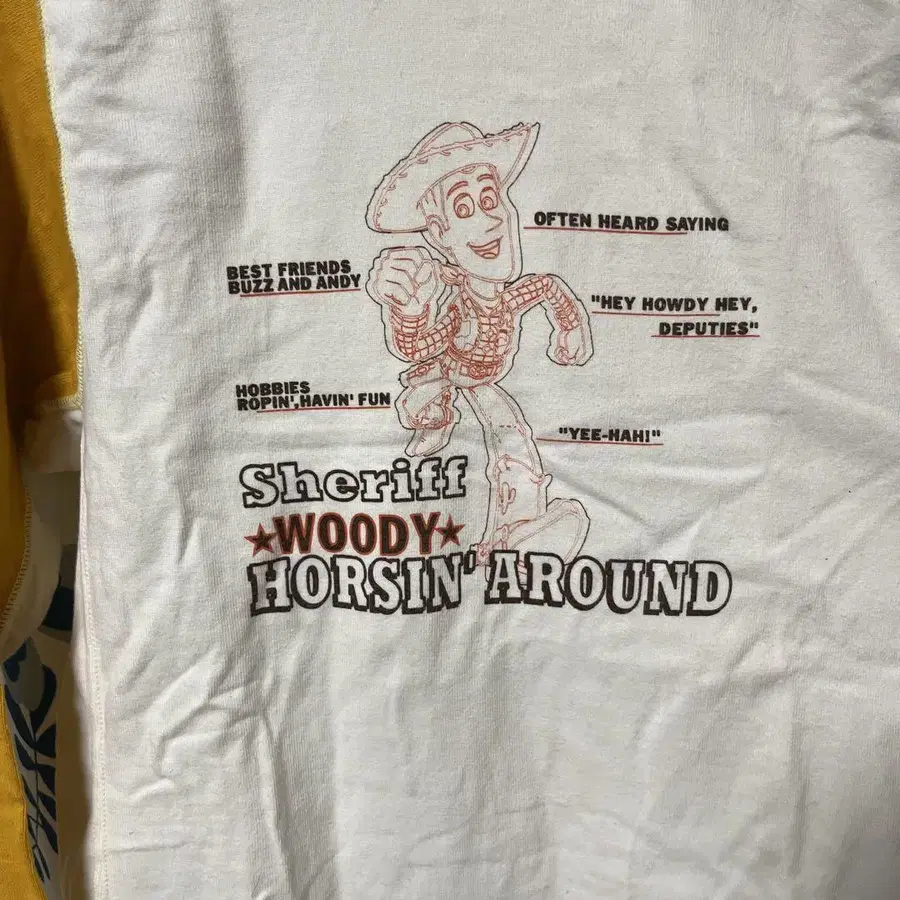 OFTEN HEARD SAYING
BEST FRIENDS
BUZZ AND ANDY
"HEY HOWDY HEY,
DEPUTIES"
HOBBIES
ROPIN', HAVIN' FUN
"YEE-HAH!"
Sheriff
★WOODY★
HORSIN' AROUND